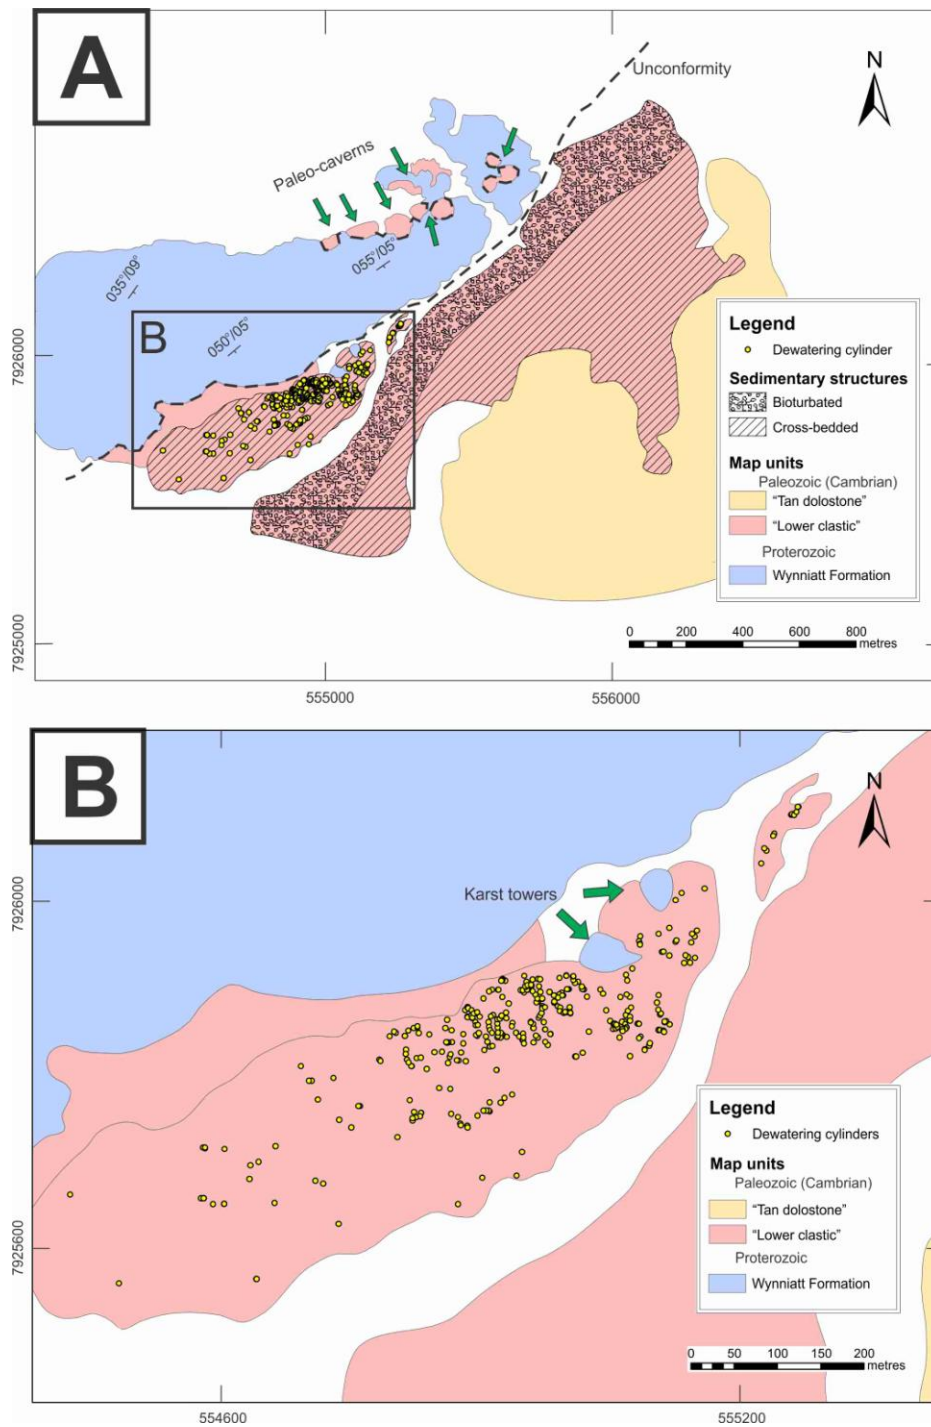 A
N
Unconformity
Paleo-caverns
035°/09°
055°/05°
050°/05°
B
7926000
7925000
Legend
Dewatering cylinder
Sedimentary structures
Bioturbated
Cross-bedded
Map units
Paleozoic (Cambrian)
"Tan dolostone"
"Lower clastic"
Proterozoic
Wynniatt Formation
0 200 400 600 800
metres
555000 556000
B
N
Karst towers
7926000
7925600
Legend
Dewatering cylinders
Map units
Paleozoic (Cambrian)
"Tan dolostone"
"Lower clastic"
Proterozoic
Wynniatt Formation
0 50 100 150 200
metres
554600 555200